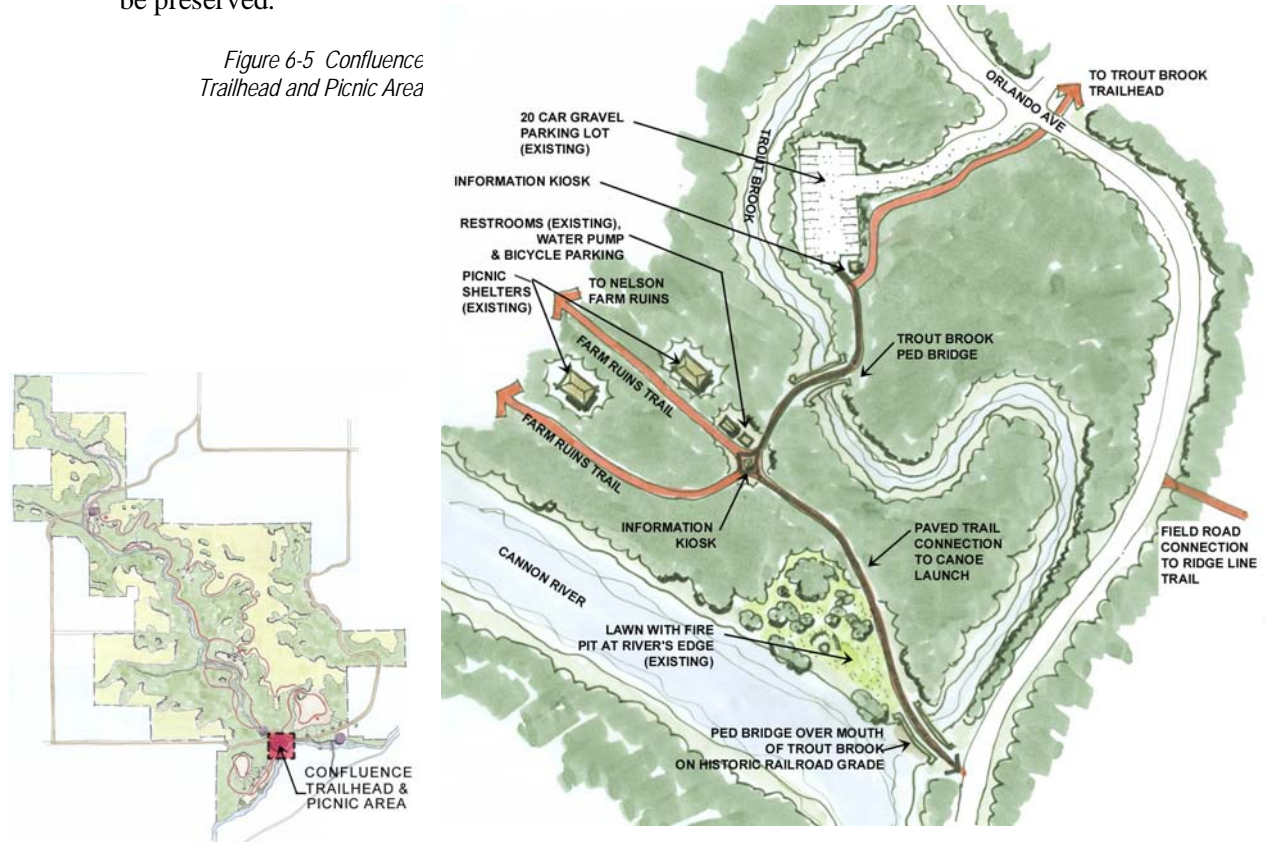 be preserved.
Figure 6-5 Confluence
Trailhead and Picnic Area
ORLANDO AVE
TO TROUT BROOK
TRAILHEAD
20 CAR GRAVEL
PARKING LOT
(EXISTING)
TROUT BROOK
INFORMATION KIOSK
RESTROOMS (EXISTING),
WATER PUMP
& BICYCLE PARKING
PICNIC
SHELTERS
(EXISTING)
TO NELSON
FARM RUINS
TROUT BROOK
PED BRIDGE
FARM RUINS TRAIL
FARM RUINS TRAIL
INFORMATION
KIOSK
PAVED TRAIL
CONNECTION
TO CANOE
LAUNCH
FIELD ROAD
CONNECTION
TO RIDGE LINE
TRAIL
CANNON RIVER
LAWN WITH FIRE
PIT AT RIVER'S EDGE
(EXISTING)
PED BRIDGE OVER MOUTH
OF TROUT BROOK
ON HISTORIC RAILROAD GRADE
CONFLUENCE
TRAILHEAD &
PICNIC AREA